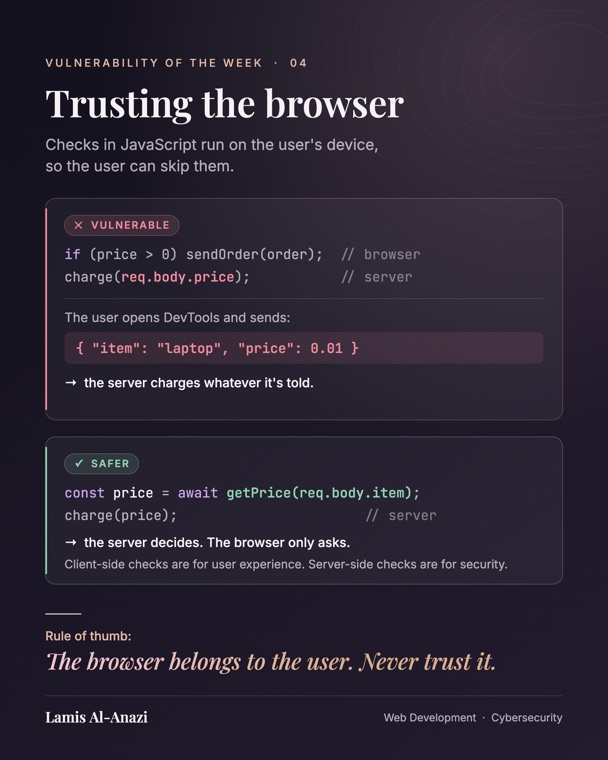 VULNERABILITY OF THE WEEK · 04
Trusting the browser
Checks in JavaScript run on the user's device,
so the user can skip them.
✕ VULNERABLE
if (price > 0) sendOrder(order);  // browser
charge(req.body.price);           // server
The user opens DevTools and sends:
{ "item": "laptop", "price": 0.01 }
→ the server charges whatever it's told.
✓ SAFER
const price = await getPrice(req.body.item);
charge(price);                       // server
→ the server decides. The browser only asks.
Client-side checks are for user experience. Server-side checks are for security.
Rule of thumb:
The browser belongs to the user. Never trust it.
Lamis Al-Anazi
Web Development · Cybersecurity